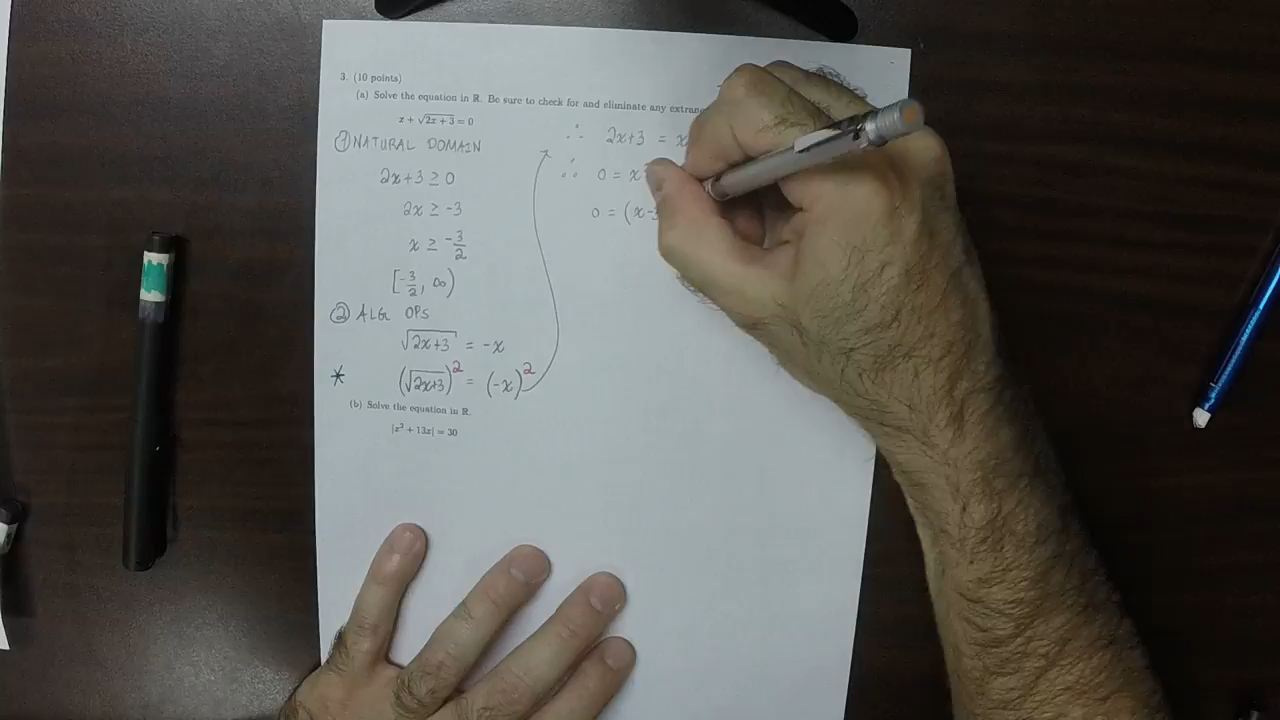 3. (10 points)
(a) Solve the equation in ℝ. Be sure to check for and eliminate any
x + √(2x + 3) = 0
① NATURAL DOMAIN
2x+3 ≥ 0
2x ≥ -3
x ≥ -3/2
[-3/2, ∞)
② ALG OPS
√(2x+3) = -x
* (√(2x+3))² = (-x)²
∴ 2x+3 = x
∴ 0 = x
0 = (x-
(b) Solve the equation in ℝ.
|x² + 13x| = 30